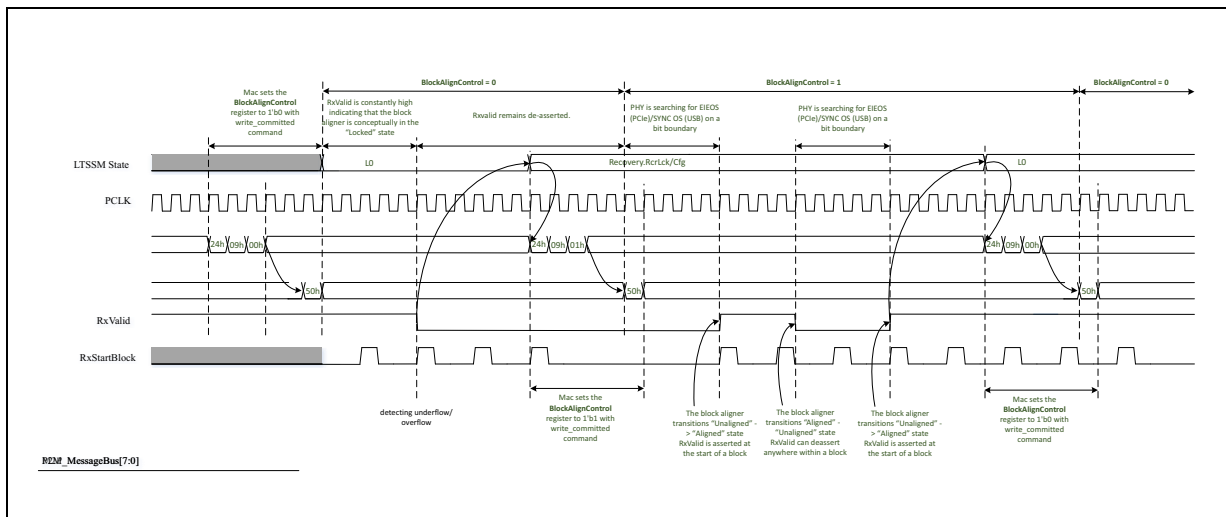 BlockAlignControl = 0
BlockAlignControl = 1
BlockAlignControl = 0
Mac sets the
BlockAlignControl
register to 1'b0 with
write_committed
command
RxValid is constantly high
indicating that the block
aligner is conceptually in the
"Locked" state
Rxvalid remains de-asserted.
PHY is searching for EIEOS
(PCIe)/SYNC OS (USB) on a
bit boundary
PHY is searching for EIEOS
(PCIe)/SYNC OS (USB) on a
bit boundary
LTSSM State
L0
Recovery.RcrLck/Cfg
L0
PCLK
24h 09h 00h
24h 09h 01h
24h 09h 00h
50h
50h
50h
RxValid
RxStartBlock
detecting underflow/
overflow
Mac sets the
BlockAlignControl
register to 1'b1 with
write_committed
command
The block aligner
transitions "Unaligned" -
> "Aligned" state
RxValid is asserted at
the start of a block
The block aligner
transitions "Aligned" -
"Unaligned" state
RxValid can deassert
anywhere within a block
The block aligner
transitions "Unaligned" -
> "Aligned" state
RxValid is asserted at
the start of a block
Mac sets the
BlockAlignControl
register to 1'b0 with
write_committed
command
_MessageBus[7:0]